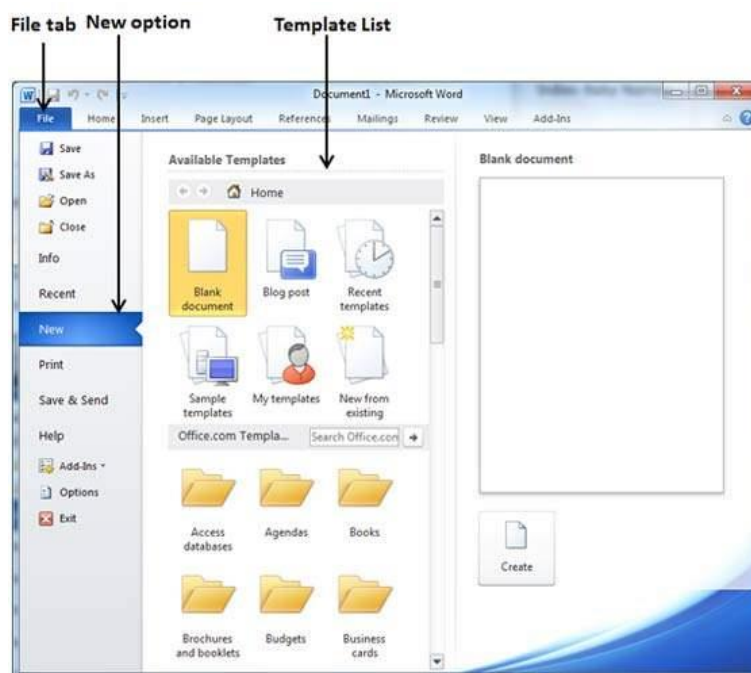 File tab New option Template List
W
Document1 - Microsoft Word
File Home Insert Page Layout References Mailings Review View Add-Ins
Save
Save As
Open
Close
Info
Recent
New
Print
Save & Send
Help
Add-Ins
Options
Exit
Available Templates
Home
Blank document
Blog post
Recent templates
Sample templates
My templates
New from existing
Office.com Templa... Search Office.con
Access databases
Agendas
Books
Brochures and booklets
Budgets
Business cards
Blank document
Create